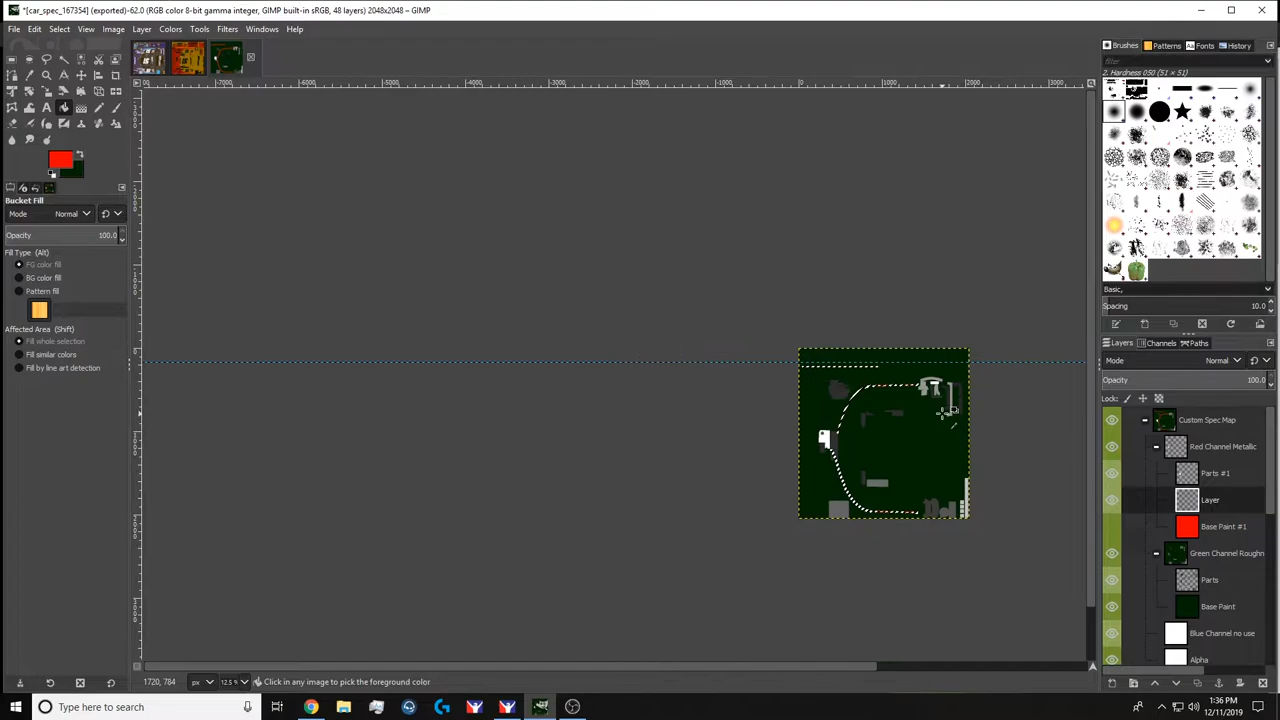 *[car_spec_167354] (exported)-62.0 (RGB color 8-bit gamma integer, GIMP built-in sRGB, 48 layers) 2048x2048 – GIMP
File Edit Select View Image Layer Colors Tools Filters Windows Help
Brushes Patterns Aa Fonts History
filter
2. Hardness 050 (51 × 51)
Bucket Fill
Mode Normal
Opacity 100.0
Fill Type (Alt)
FG color fill
BG color fill
Pattern fill
Affected Area (Shift)
Fill whole selection
Fill similar colors
Fill by line art detection
Basic,
Spacing 10.0
Layers Channels Paths
Mode Normal
Opacity 100.0
Lock:
Custom Spec Map
Red Channel Metallic
Parts #1
Layer
Base Paint #1
Green Channel Roughn
Parts
Base Paint
Blue Channel no use
Alpha
1720, 784 px 12.5 % Click in any image to pick the foreground color
Type here to search
1:36 PM
12/11/2019